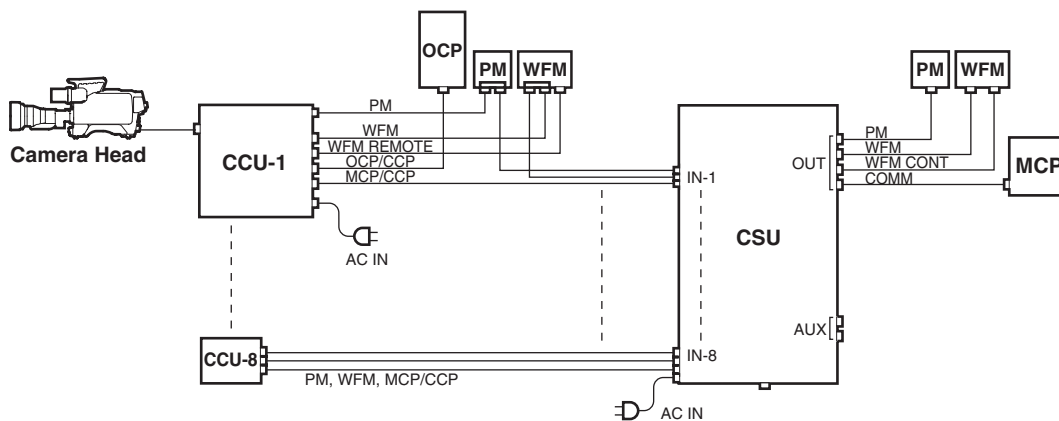 OCP
PM
WFM
PM
WFM
Camera Head
CCU-1
PM
WFM
WFM REMOTE
OCP/CCP
MCP/CCP
AC IN
IN-1
OUT
PM
WFM
WFM CONT
COMM
MCP
CSU
AUX
CCU-8
IN-8
PM, WFM, MCP/CCP
AC IN